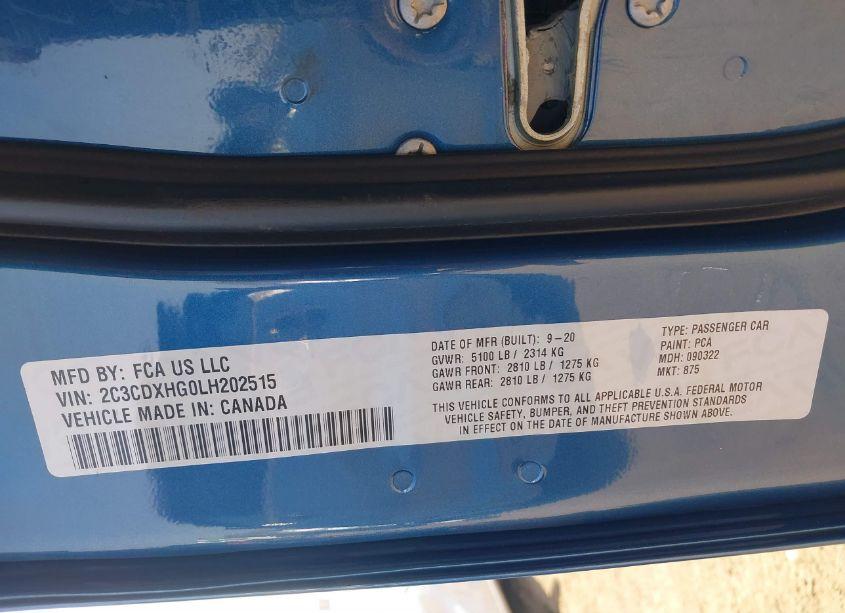 MFD BY: FCA US LLC
VIN: 2C3CDXHG0LH202515
VEHICLE MADE IN: CANADA
DATE OF MFR (BUILT): 9-20
GVWR: 5100 LB / 2314 KG
GAWR FRONT: 2810 LB / 1275 KG
GAWR REAR: 2810 LB / 1275 KG
TYPE: PASSENGER CAR
PAINT: PCA
MDH: 090322
MKT: 875
THIS VEHICLE CONFORMS TO ALL APPLICABLE U.S.A. FEDERAL MOTOR
VEHICLE SAFETY, BUMPER, AND THEFT PREVENTION STANDARDS
IN EFFECT ON THE DATE OF MANUFACTURE SHOWN ABOVE.